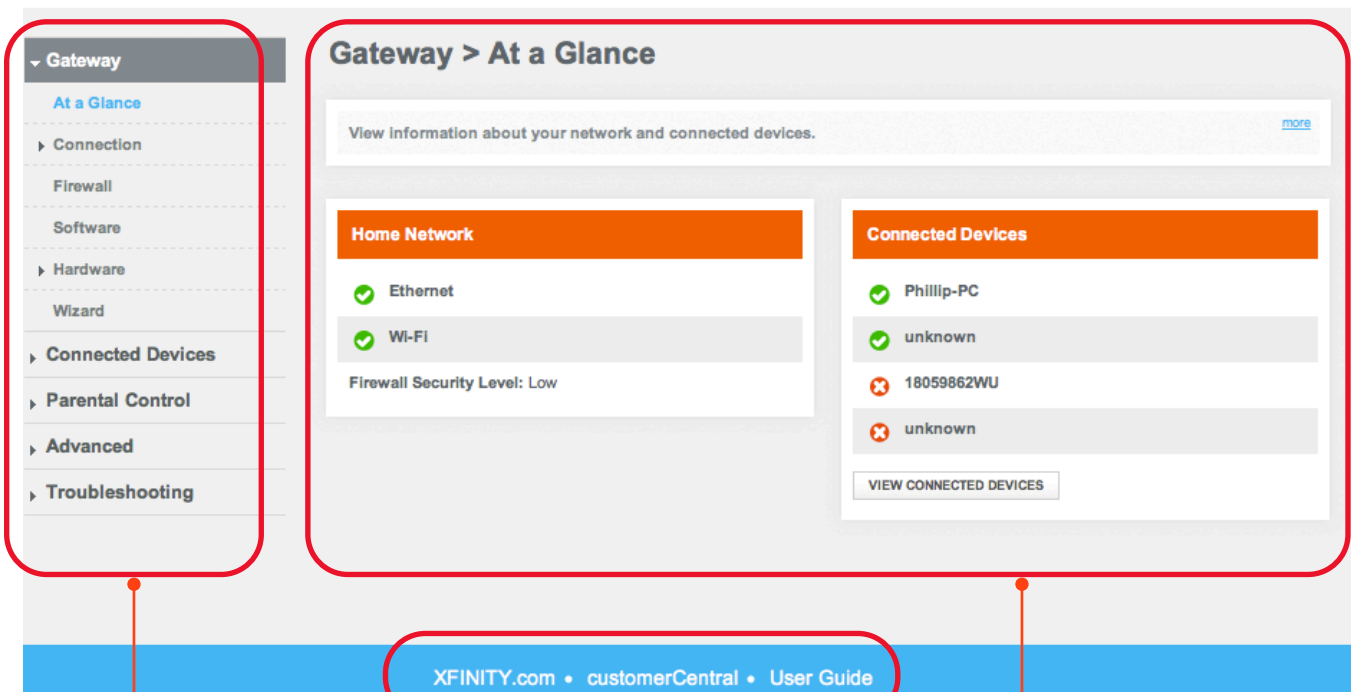 Gateway
At a Glance
Connection
Firewall
Software
Hardware
Wizard
Connected Devices
Parental Control
Advanced
Troubleshooting
Gateway > At a Glance
View information about your network and connected devices.
more
Home Network
Ethernet
Wi-Fi
Firewall Security Level: Low
Connected Devices
Phillip-PC
unknown
18059862WU
unknown
VIEW CONNECTED DEVICES
XFINITY.com • customerCentral • User Guide